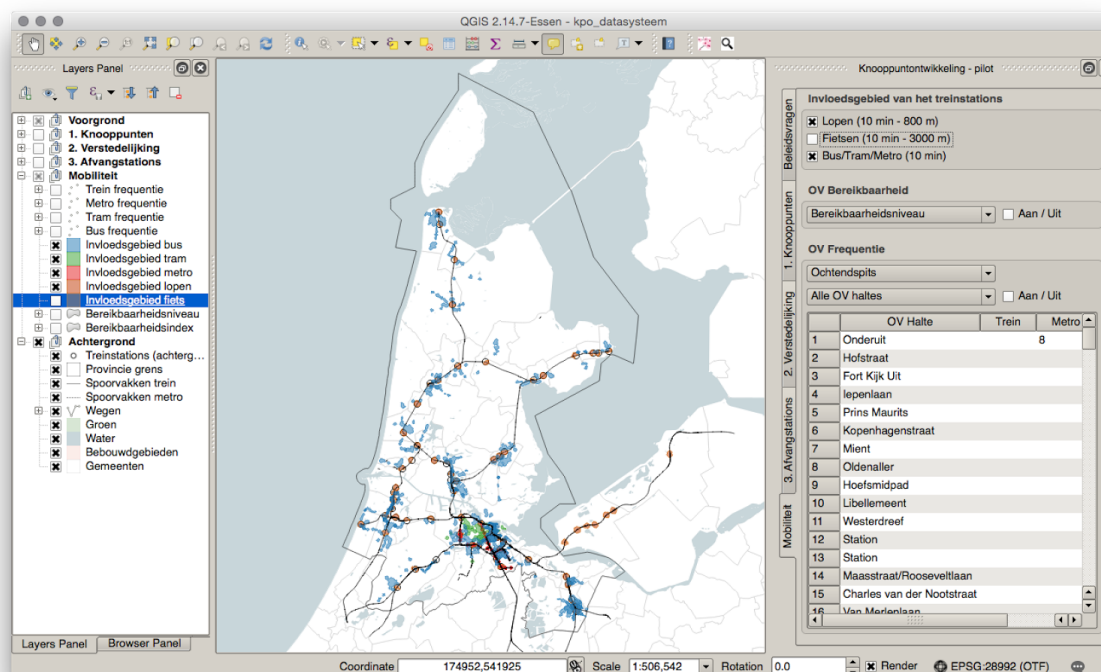 QGIS 2.14.7-Essen - kpo_datasysteem
Layers Panel
Voorgrond
1. Knooppunten
2. Verstedelijking
3. Afvangstations
Mobiliteit
Trein frequentie
Metro frequentie
Tram frequentie
Bus frequentie
Invloedsgebied bus
Invloedsgebied tram
Invloedsgebied metro
Invloedsgebied lopen
Invloedsgebied fiets
Bereikbaarheidsniveau
Bereikbaarheidsindex
Achtergrond
Treinstations (achterg...
Provincie grens
Spoorvakken trein
Spoorvakken metro
Wegen
Groen
Water
Bebouwdgebieden
Gemeenten
Layers Panel
Browser Panel
Knooppuntontwikkeling - pilot
Beleidsvragen
1. Knooppunten
2. Verstedelijking
3. Afvangstations
Mobiliteit
Invloedsgebied van het treinstations
Lopen (10 min - 800 m)
Fietsen (10 min - 3000 m)
Bus/Tram/Metro (10 min)
OV Bereikbaarheid
Bereikbaarheidsniveau
Aan / Uit
OV Frequentie
Ochtendspits
Alle OV haltes
Aan / Uit
OV Halte Trein Metro
1 Onderuit 8
2 Hofstraat
3 Fort Kijk Uit
4 Iepenlaan
5 Prins Maurits
6 Kopenhagenstraat
7 Mient
8 Oldenaller
9 Hoefsmidpad
10 Libellemeent
11 Westerdreef
12 Station
13 Station
14 Maasstraat/Rooseveltlaan
15 Charles van der Nootstraat
16 Van Merlenlaan
Coordinate 174952,541925 Scale 1:506,542 Rotation 0.0 Render EPSG:28992 (OTF)